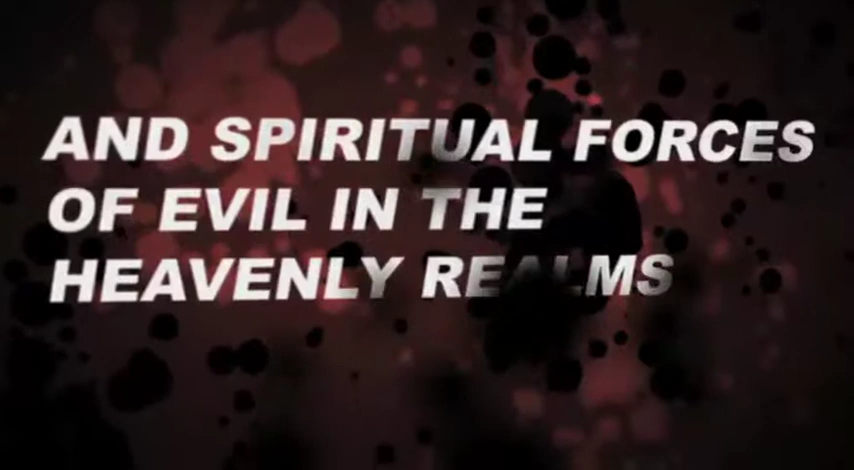 AND SPIRITUAL FORCES
OF EVIL IN THE
HEAVENLY REALMS